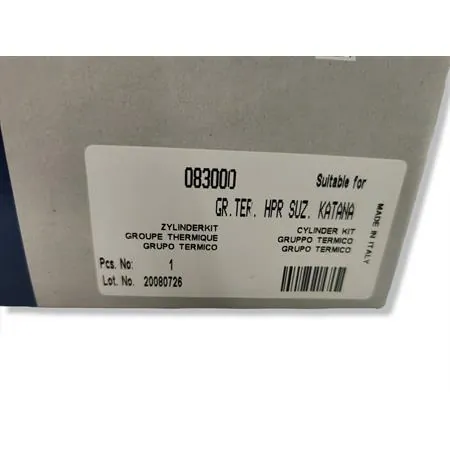 083000 Suitable for
GR.TER. HPR SUZ. KATANA
ZYLINDERKIT CYLINDER KIT
GROUPE THERMIQUE GRUPPO TERMICO
GRUPO TERMICO GRUPO TERMICO
Pcs. No: 1
Lot. No. 20080726
MADE IN ITALY